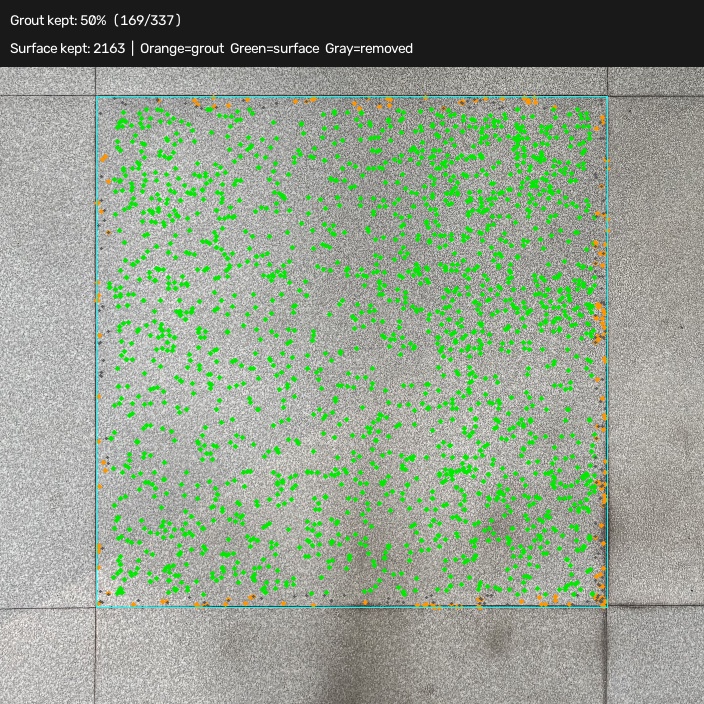 Grout kept: 50% (169/337)
Surface kept: 2163 | Orange=grout Green=surface Gray=removed